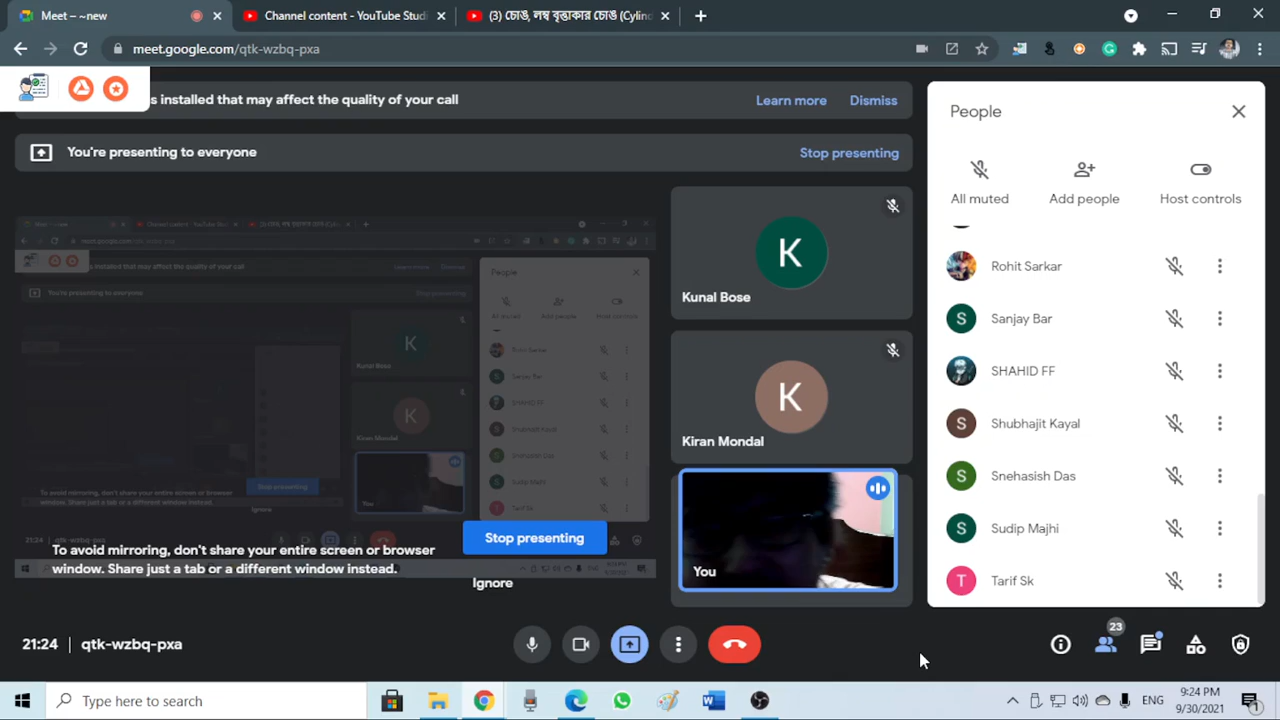 Meet – ~new
Channel content - YouTube Studi
(3) চোঙ, লম্ব বৃত্তাকার চোঙ (Cylind
meet.google.com/qtk-wzbq-pxa
s installed that may affect the quality of your call
Learn more
Dismiss
You're presenting to everyone
Stop presenting
Kunal Bose
Kiran Mondal
You
To avoid mirroring, don't share your entire screen or browser
window. Share just a tab or a different window instead.
Stop presenting
Ignore
People
All muted
Add people
Host controls
Rohit Sarkar
Sanjay Bar
SHAHID FF
Shubhajit Kayal
Snehasish Das
Sudip Majhi
Tarif Sk
K
K
S
S
S
S
T
21:24 | qtk-wzbq-pxa
23
Type here to search
ENG
9:24 PM
9/30/2021